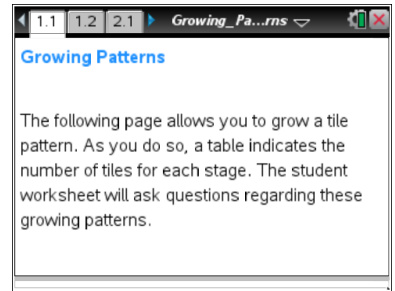 1.1 1.2 2.1 Growing_Pa...rns
Growing Patterns
The following page allows you to grow a tile
pattern. As you do so, a table indicates the
number of tiles for each stage. The student
worksheet will ask questions regarding these
growing patterns.